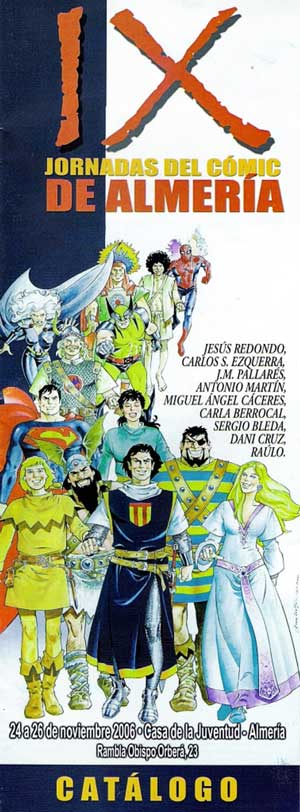 IX
JORNADAS DEL CÓMIC
DE ALMERÍA
JESÚS REDONDO,
CARLOS S. EZQUERRA,
J.M. PALLARÉS,
ANTONIO MARTÍN,
MIGUEL ÁNGEL CÁCERES,
CARLA BERROCAL,
SERGIO BLEDA,
DANI CRUZ,
RAÚLO.
24 a 26 de noviembre 2006 • Casa de la Juventud - Almería
Rambla Obispo Orberá, 23
CATÁLOGO